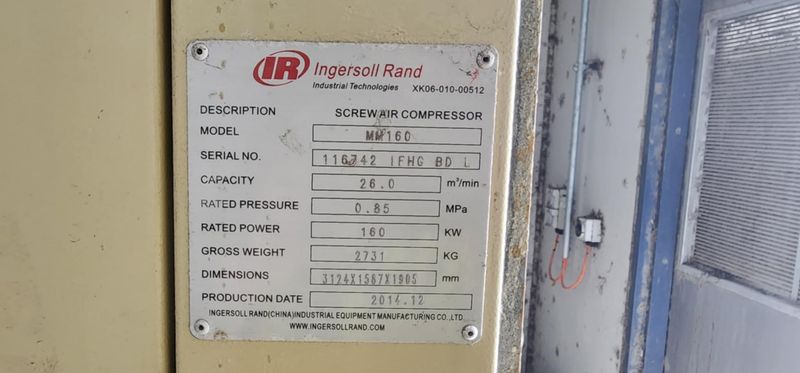 IR Ingersoll Rand
Industrial Technologies XK06-010-00512
DESCRIPTION SCREW AIR COMPRESSOR
MODEL MM160
SERIAL NO. 116742 IFHG BD L
CAPACITY 26.0 m³/min
RATED PRESSURE 0.85 MPa
RATED POWER 160 KW
GROSS WEIGHT 2731 KG
DIMENSIONS 3124X1567X1905 mm
PRODUCTION DATE 2014.12
INGERSOLL RAND(CHINA)INDUSTRIAL EQUIPMENT MANUFACTURING CO.,LTD.
WWW.INGERSOLLRAND.COM